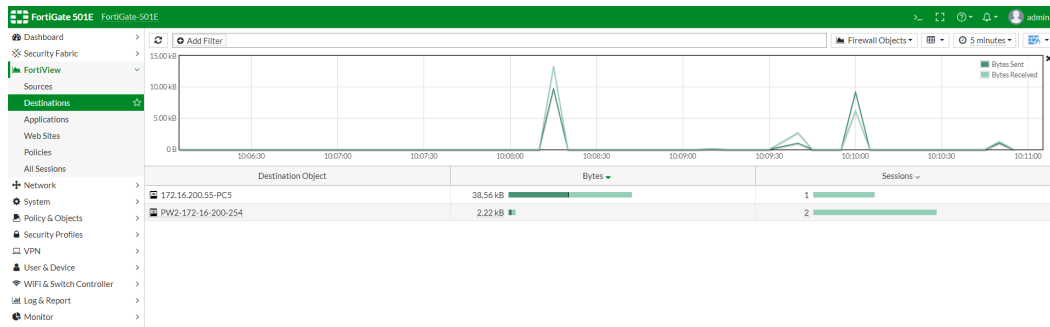 FortiGate 501E FortiGate-501E
>_ admin
Dashboard
Security Fabric
FortiView
Sources
Destinations
Applications
Web Sites
Policies
All Sessions
Network
System
Policy & Objects
Security Profiles
VPN
User & Device
WiFi & Switch Controller
Log & Report
Monitor
Add Filter
Firewall Objects
5 minutes
15.00 kB
10.00 kB
5.00 kB
0 B
Bytes Sent
Bytes Received
10:06:30 10:07:00 10:07:30 10:08:00 10:08:30 10:09:00 10:09:30 10:10:00 10:10:30 10:11:00
Destination Object Bytes Sessions
172.16.200.55-PC5 38.56 kB 1
PW2-172-16-200-254 2.22 kB 2